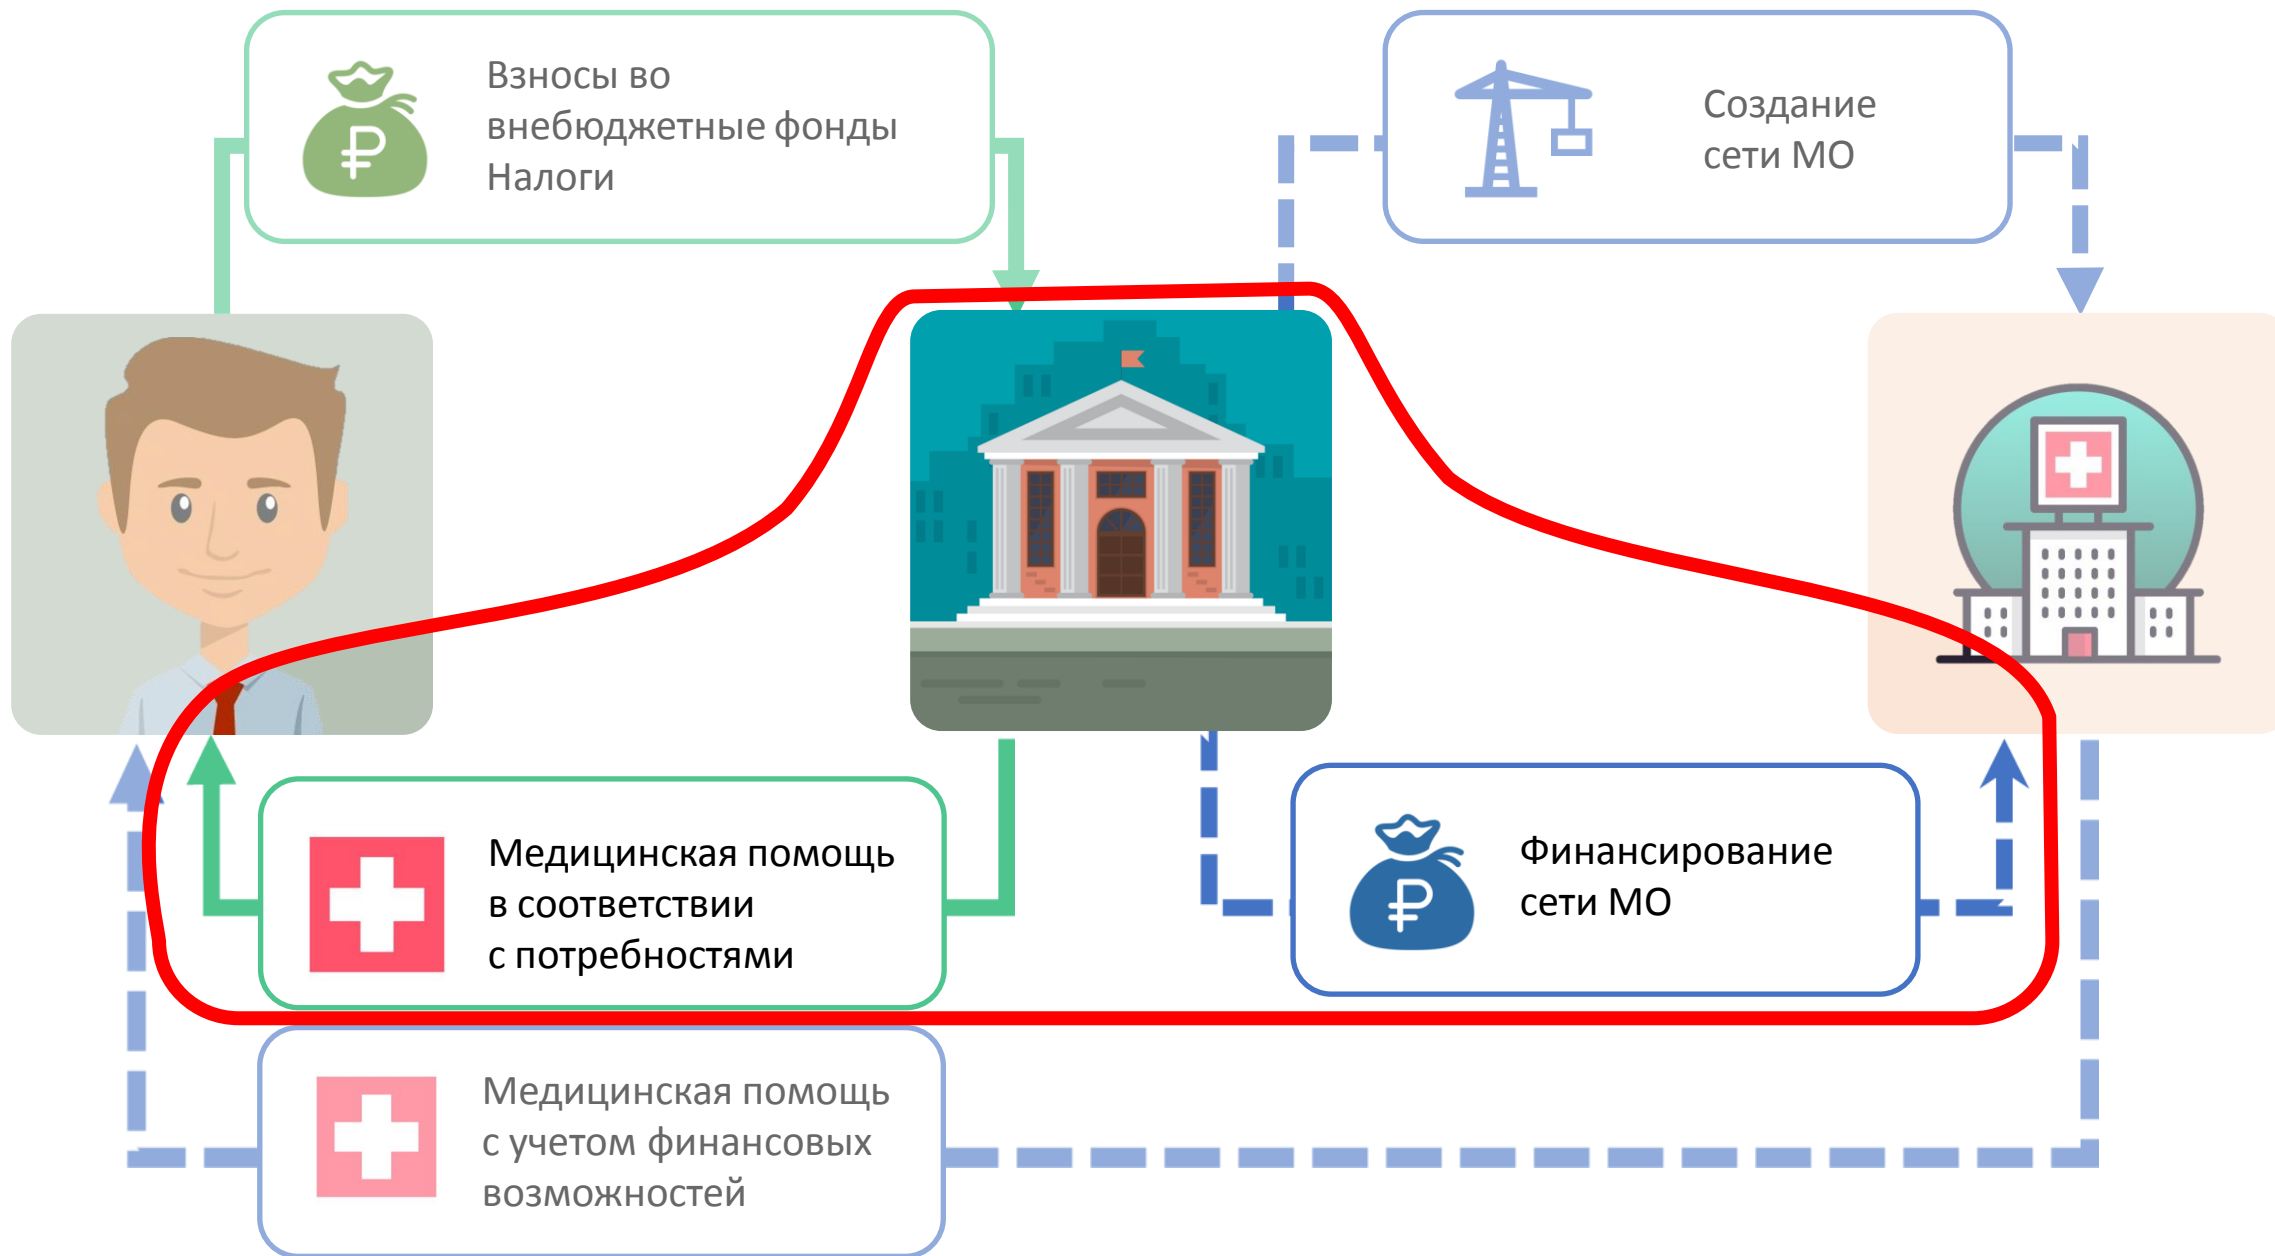 Взносы во
внебюджетные фонды
Налоги
Создание
сети МО
Медицинская помощь
в соответствии
с потребностями
Финансирование
сети МО
Медицинская помощь
с учетом финансовых
возможностей